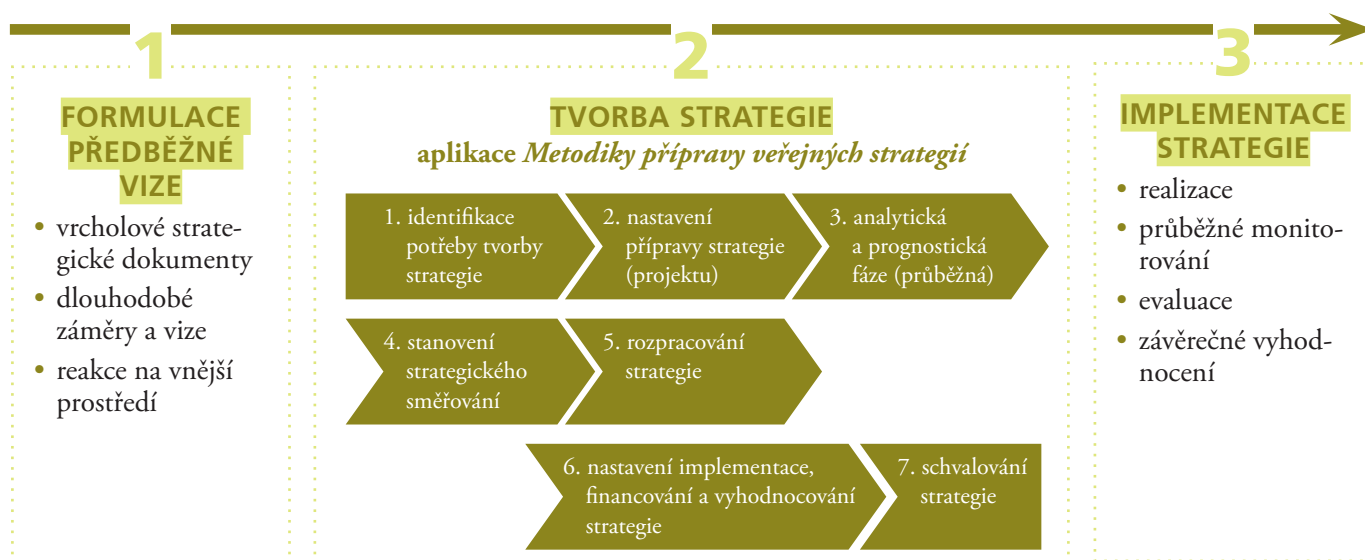 1
FORMULACE
PŘEDBĚŽNÉ
VIZE
• vrcholové strate-
gické dokumenty
• dlouhodobé
záměry a vize
• reakce na vnější
prostředí
2
TVORBA STRATEGIE
aplikace Metodiky přípravy veřejných strategií
1. identifikace
potřeby tvorby
strategie
2. nastavení
přípravy strategie
(projektu)
3. analytická
a prognostická
fáze (průběžná)
4. stanovení
strategického
směřování
5. rozpracování
strategie
6. nastavení implementace,
financování a vyhodnocování
strategie
7. schvalování
strategie
3
IMPLEMENTACE
STRATEGIE
• realizace
• průběžné monito-
rování
• evaluace
• závěrečné vyhod-
nocení